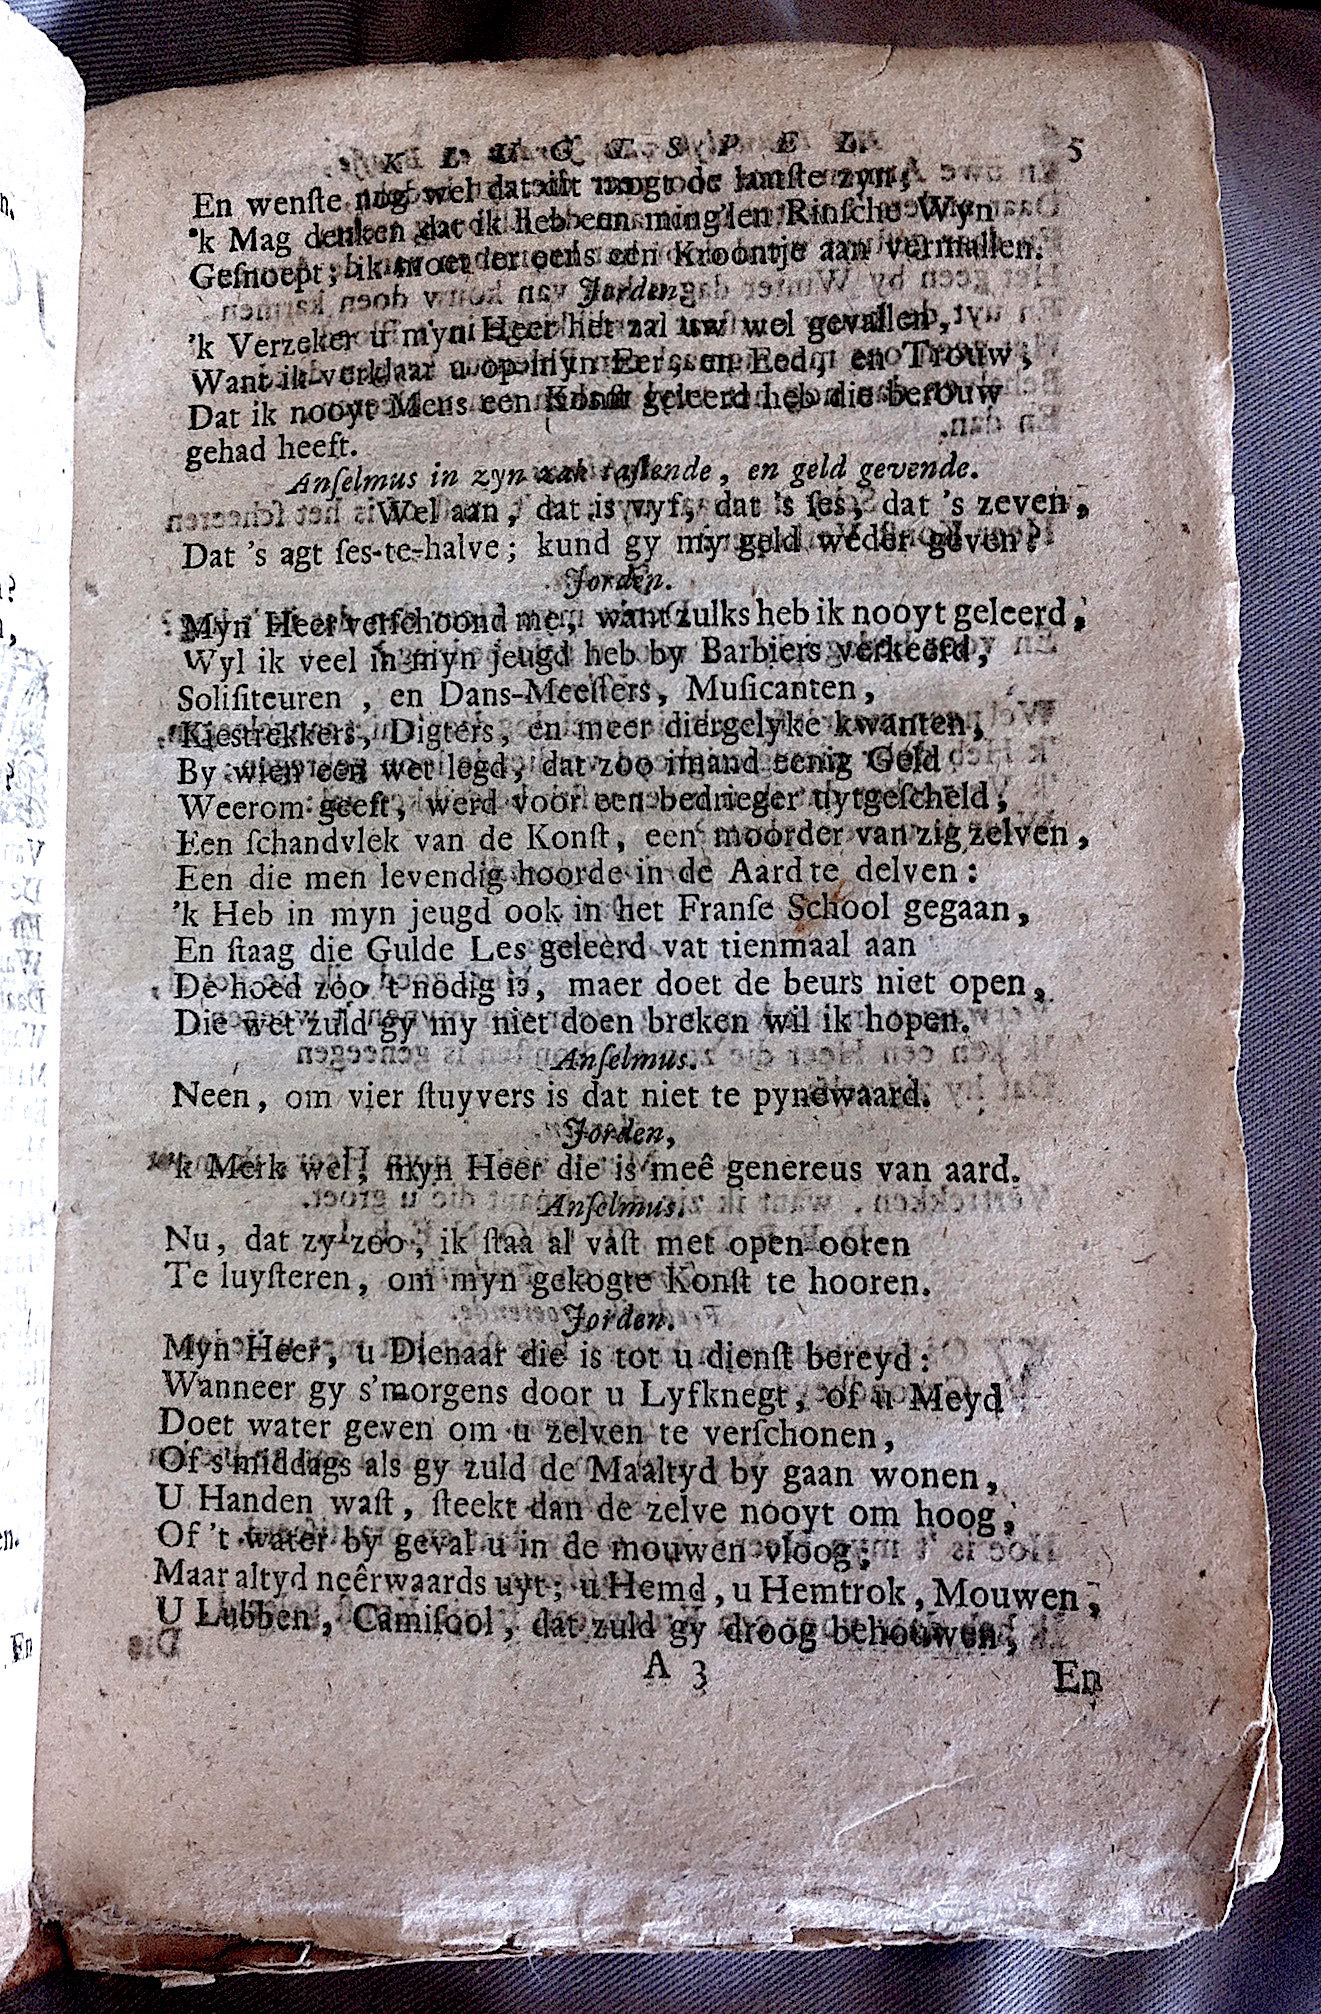 KLUGTSPEL. 5
En wenſte nog wel dat dit mogt de laatſte zyn,
'k Mag denken dat ik heb een ming'len Rinſche Wyn
Geſnoept; ik moet er eens een Kroontje aan vermallen.
Jorden.
'k Verzeker u myn Heer het zal uw wel gevallen,
Want ik verklaar u op myn Eer, en Eed, en Trouw,
Dat ik nooyt Mens een Konſt geleerd heb die berouw
gehad heeft.
Anſelmus in zyn zak taſtende, en geld gevende.
Wel aan, dat is vyf, dat 's ſes, dat 's zeven,
Dat 's agt ſes-te-halve; kund gy my geld weder geven?
Jorden.
Myn Heer verſchoond me, want zulks heb ik nooyt geleerd,
Wyl ik veel in myn jeugd heb by Barbiers verkeerd,
Soliſiteuren, en Dans-Meeſters, Muſicanten,
Kiestrekkers, Digters, en meer diergelyke kwanten,
By wien een wet legd, dat zoo imand eenig Geld
Weerom geeft, werd voor een bedrieger uytgeſcheld,
Een ſchandvlek van de Konſt, een moorder van zig zelven,
Een die men levendig hoorde in de Aard te delven:
'k Heb in myn jeugd ook in het Franſe School gegaan,
En ſtaag die Gulde Les geleerd vat tienmaal aan
De hoed zoo 't nodig is, maer doet de beurs niet open,
Die wet zuld gy my niet doen breken wil ik hopen.
Anſelmus.
Neen, om vier ſtuyvers is dat niet te pynewaard.
Jorden,
'k Merk wel, myn Heer die is meê genereus van aard.
Anſelmus.
Nu, dat zy zoo, ik ſtaa al vaſt met open ooren
Te luyſteren, om myn gekogte Konſt te hooren.
Jorden.
Myn Heer, u Dienaar die is tot u dienſt bereyd:
Wanneer gy s'morgens door u Lyfknegt, of u Meyd
Doet water geven om u zelven te verſchonen,
Of s'middags als gy zuld de Maaltyd by gaan wonen,
U Handen waſt, ſteekt dan de zelve nooyt om hoog,
Of 't water by geval u in de mouwen vloog;
Maar altyd neêrwaards uyt; u Hemd, u Hemtrok, Mouwen,
U Lubben, Camiſool, dat zuld gy droog behouwen,
A 3
En